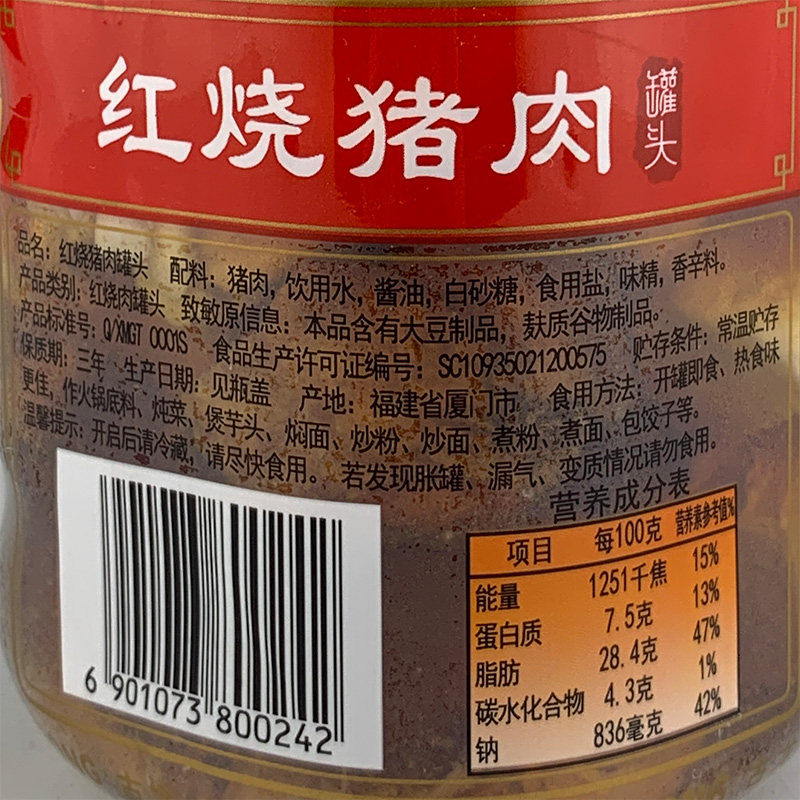 红烧猪肉 罐头
品名：红烧猪肉罐头 配料：猪肉，饮用水，酱油，白砂糖，食用盐，味精，香辛料。
产品类别：红烧肉罐头 致敏原信息：本品含有大豆制品，麸质谷物制品。
产品标准号：Q/XMGT 0001S 食品生产许可证编号：SC10935021200575 贮存条件：常温贮存
保质期：三年 生产日期：见瓶盖 产地：福建省厦门市 食用方法：开罐即食、热食味
更佳，作火锅底料、炖菜、煲芋头、焖面、炒粉、炒面、煮粉、煮面、包饺子等。
温馨提示：开启后请冷藏，请尽快食用。若发现胀罐、漏气、变质情况请勿食用。
营养成分表
项目 每100克 营养素参考值%
能量 1251千焦 15%
蛋白质 7.5克 13%
脂肪 28.4克 47%
碳水化合物 4.3克 1%
钠 836毫克 42%
6 901073 800242